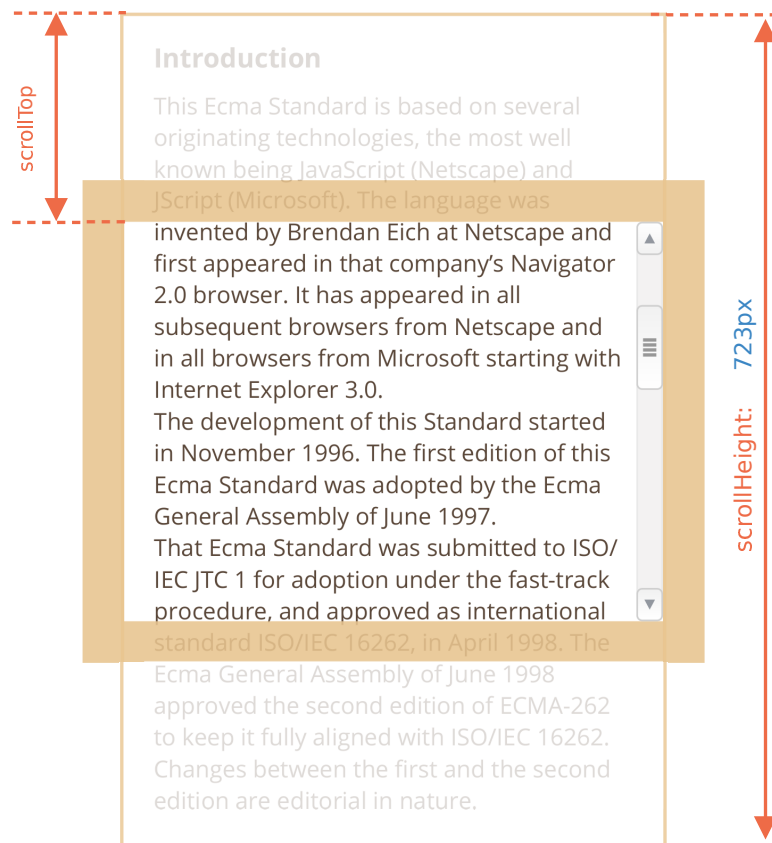 scrollTop
Introduction
This Ecma Standard is based on several
originating technologies, the most well
known being JavaScript (Netscape) and
JScript (Microsoft). The language was
invented by Brendan Eich at Netscape and
first appeared in that company’s Navigator
2.0 browser. It has appeared in all
subsequent browsers from Netscape and
in all browsers from Microsoft starting with
Internet Explorer 3.0.
The development of this Standard started
in November 1996. The first edition of this
Ecma Standard was adopted by the Ecma
General Assembly of June 1997.
That Ecma Standard was submitted to ISO/
IEC JTC 1 for adoption under the fast-track
procedure, and approved as international
standard ISO/IEC 16262, in April 1998. The
Ecma General Assembly of June 1998
approved the second edition of ECMA-262
to keep it fully aligned with ISO/IEC 16262.
Changes between the first and the second
edition are editorial in nature.
scrollHeight: 723px